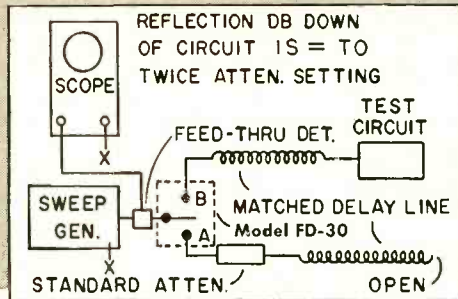 REFLECTION DB DOWN
OF CIRCUIT IS = TO
TWICE ATTEN. SETTING
SCOPE
X
TEST
CIRCUIT
FEED-THRU DET.
B
SWEEP
GEN.
MATCHED DELAY LINE
Model FD-30
A
X
STANDARD ATTEN.
OPEN